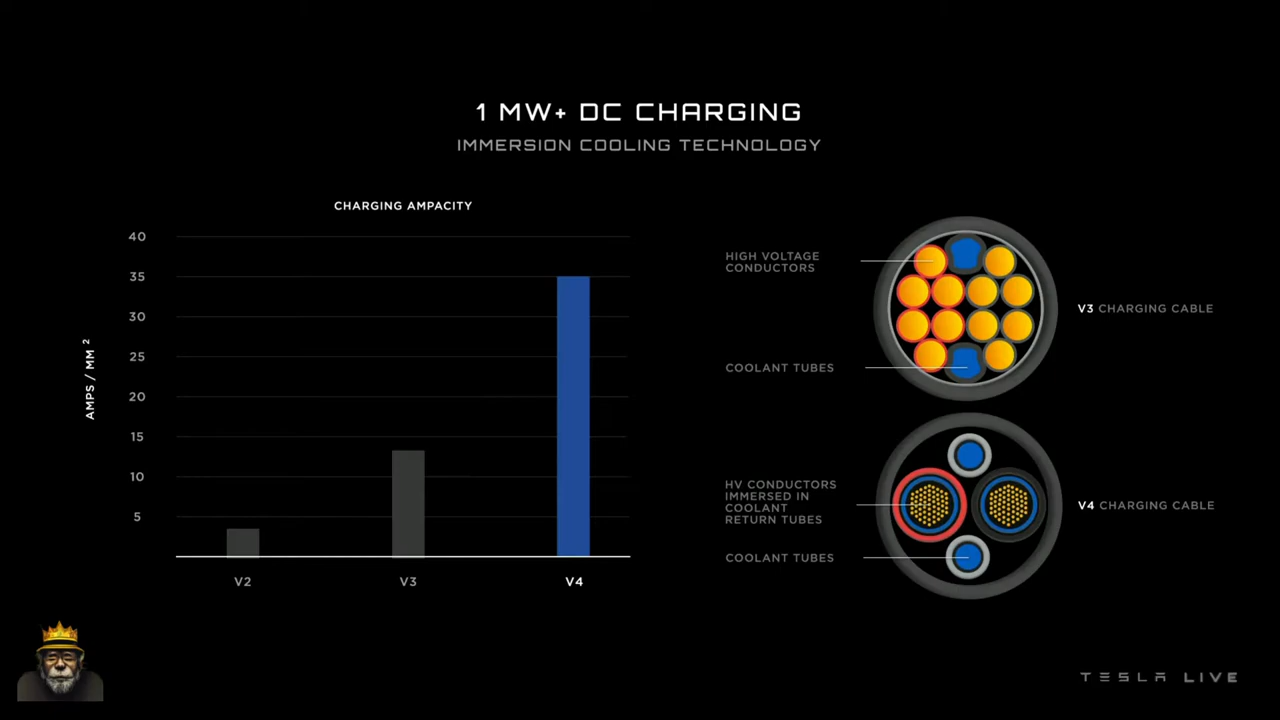 1 MW+ DC CHARGING
IMMERSION COOLING TECHNOLOGY
CHARGING AMPACITY
40
35
30
25
20
15
10
5
AMPS / MM²
V2
V3
V4
HIGH VOLTAGE
CONDUCTORS
COOLANT TUBES
V3 CHARGING CABLE
HV CONDUCTORS
IMMERSED IN
COOLANT
RETURN TUBES
COOLANT TUBES
V4 CHARGING CABLE
TESLA LIVE